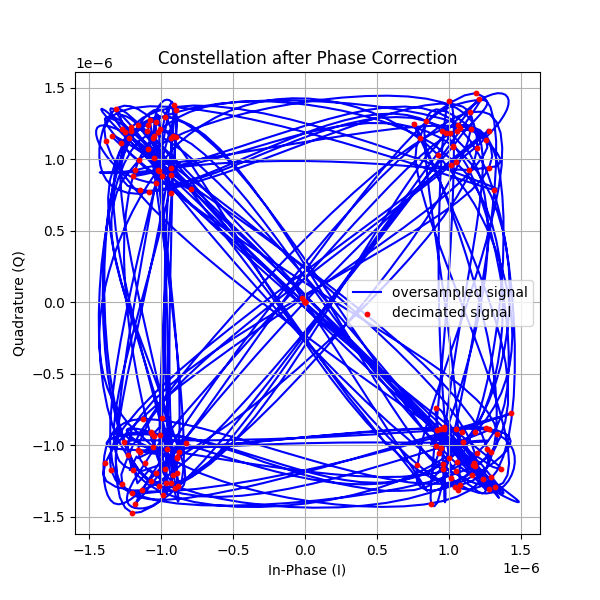 Constellation after Phase Correction
1e−6
1.5
1.0
0.5
0.0
−0.5
−1.0
−1.5
Quadrature (Q)
oversampled signal
decimated signal
−1.5
−1.0
−0.5
0.0
0.5
1.0
1.5
In-Phase (I)
1e−6